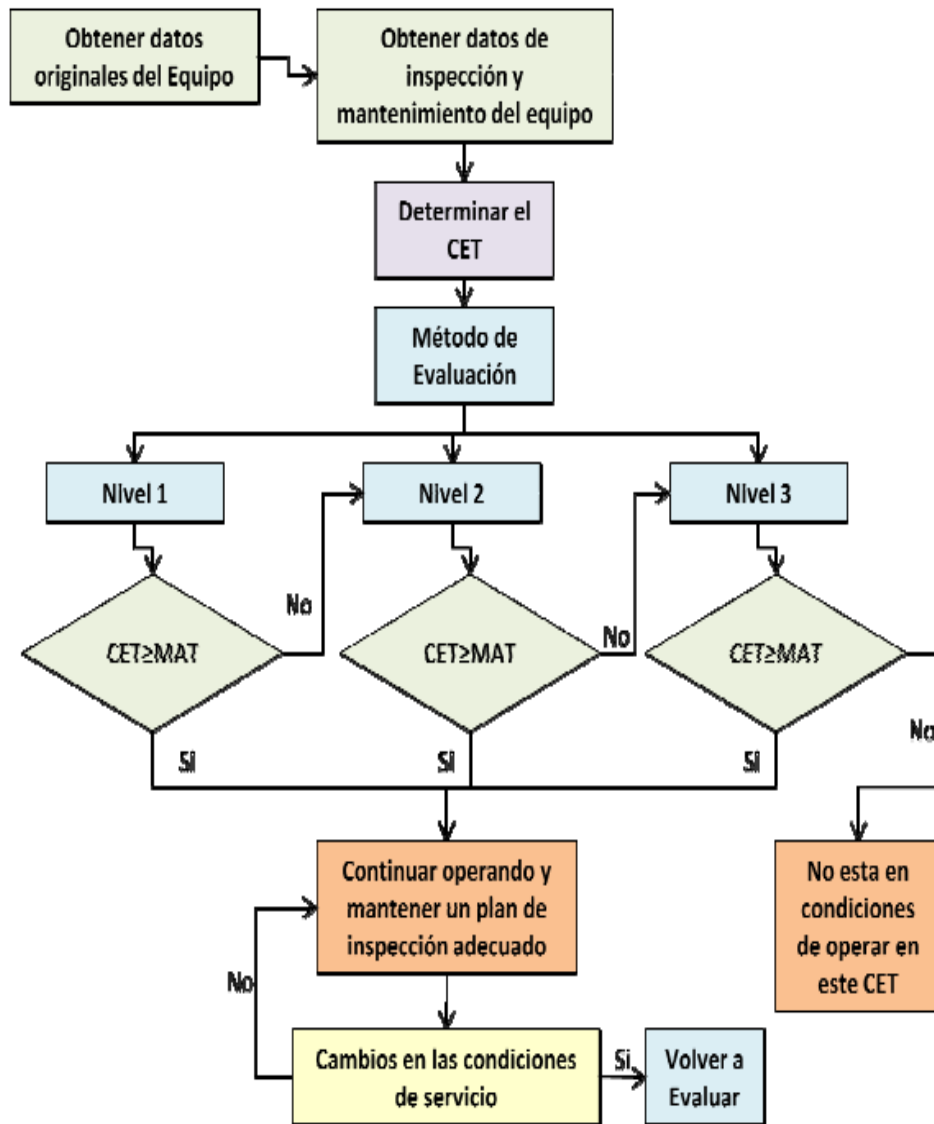 Obtener datos
originales del Equipo
Obtener datos de
inspección y
mantenimiento del equipo
Determinar el
CET
Método de
Evaluación
Nivel 1
Nivel 2
Nivel 3
CET≥MAT
No
CET≥MAT
No
CET≥MAT
No
Si
Si
Si
Continuar operando y
mantener un plan de
inspección adecuado
No esta en
condiciones
de operar en
este CET
No
Cambios en las condiciones
de servicio
Si
Volver a
Evaluar